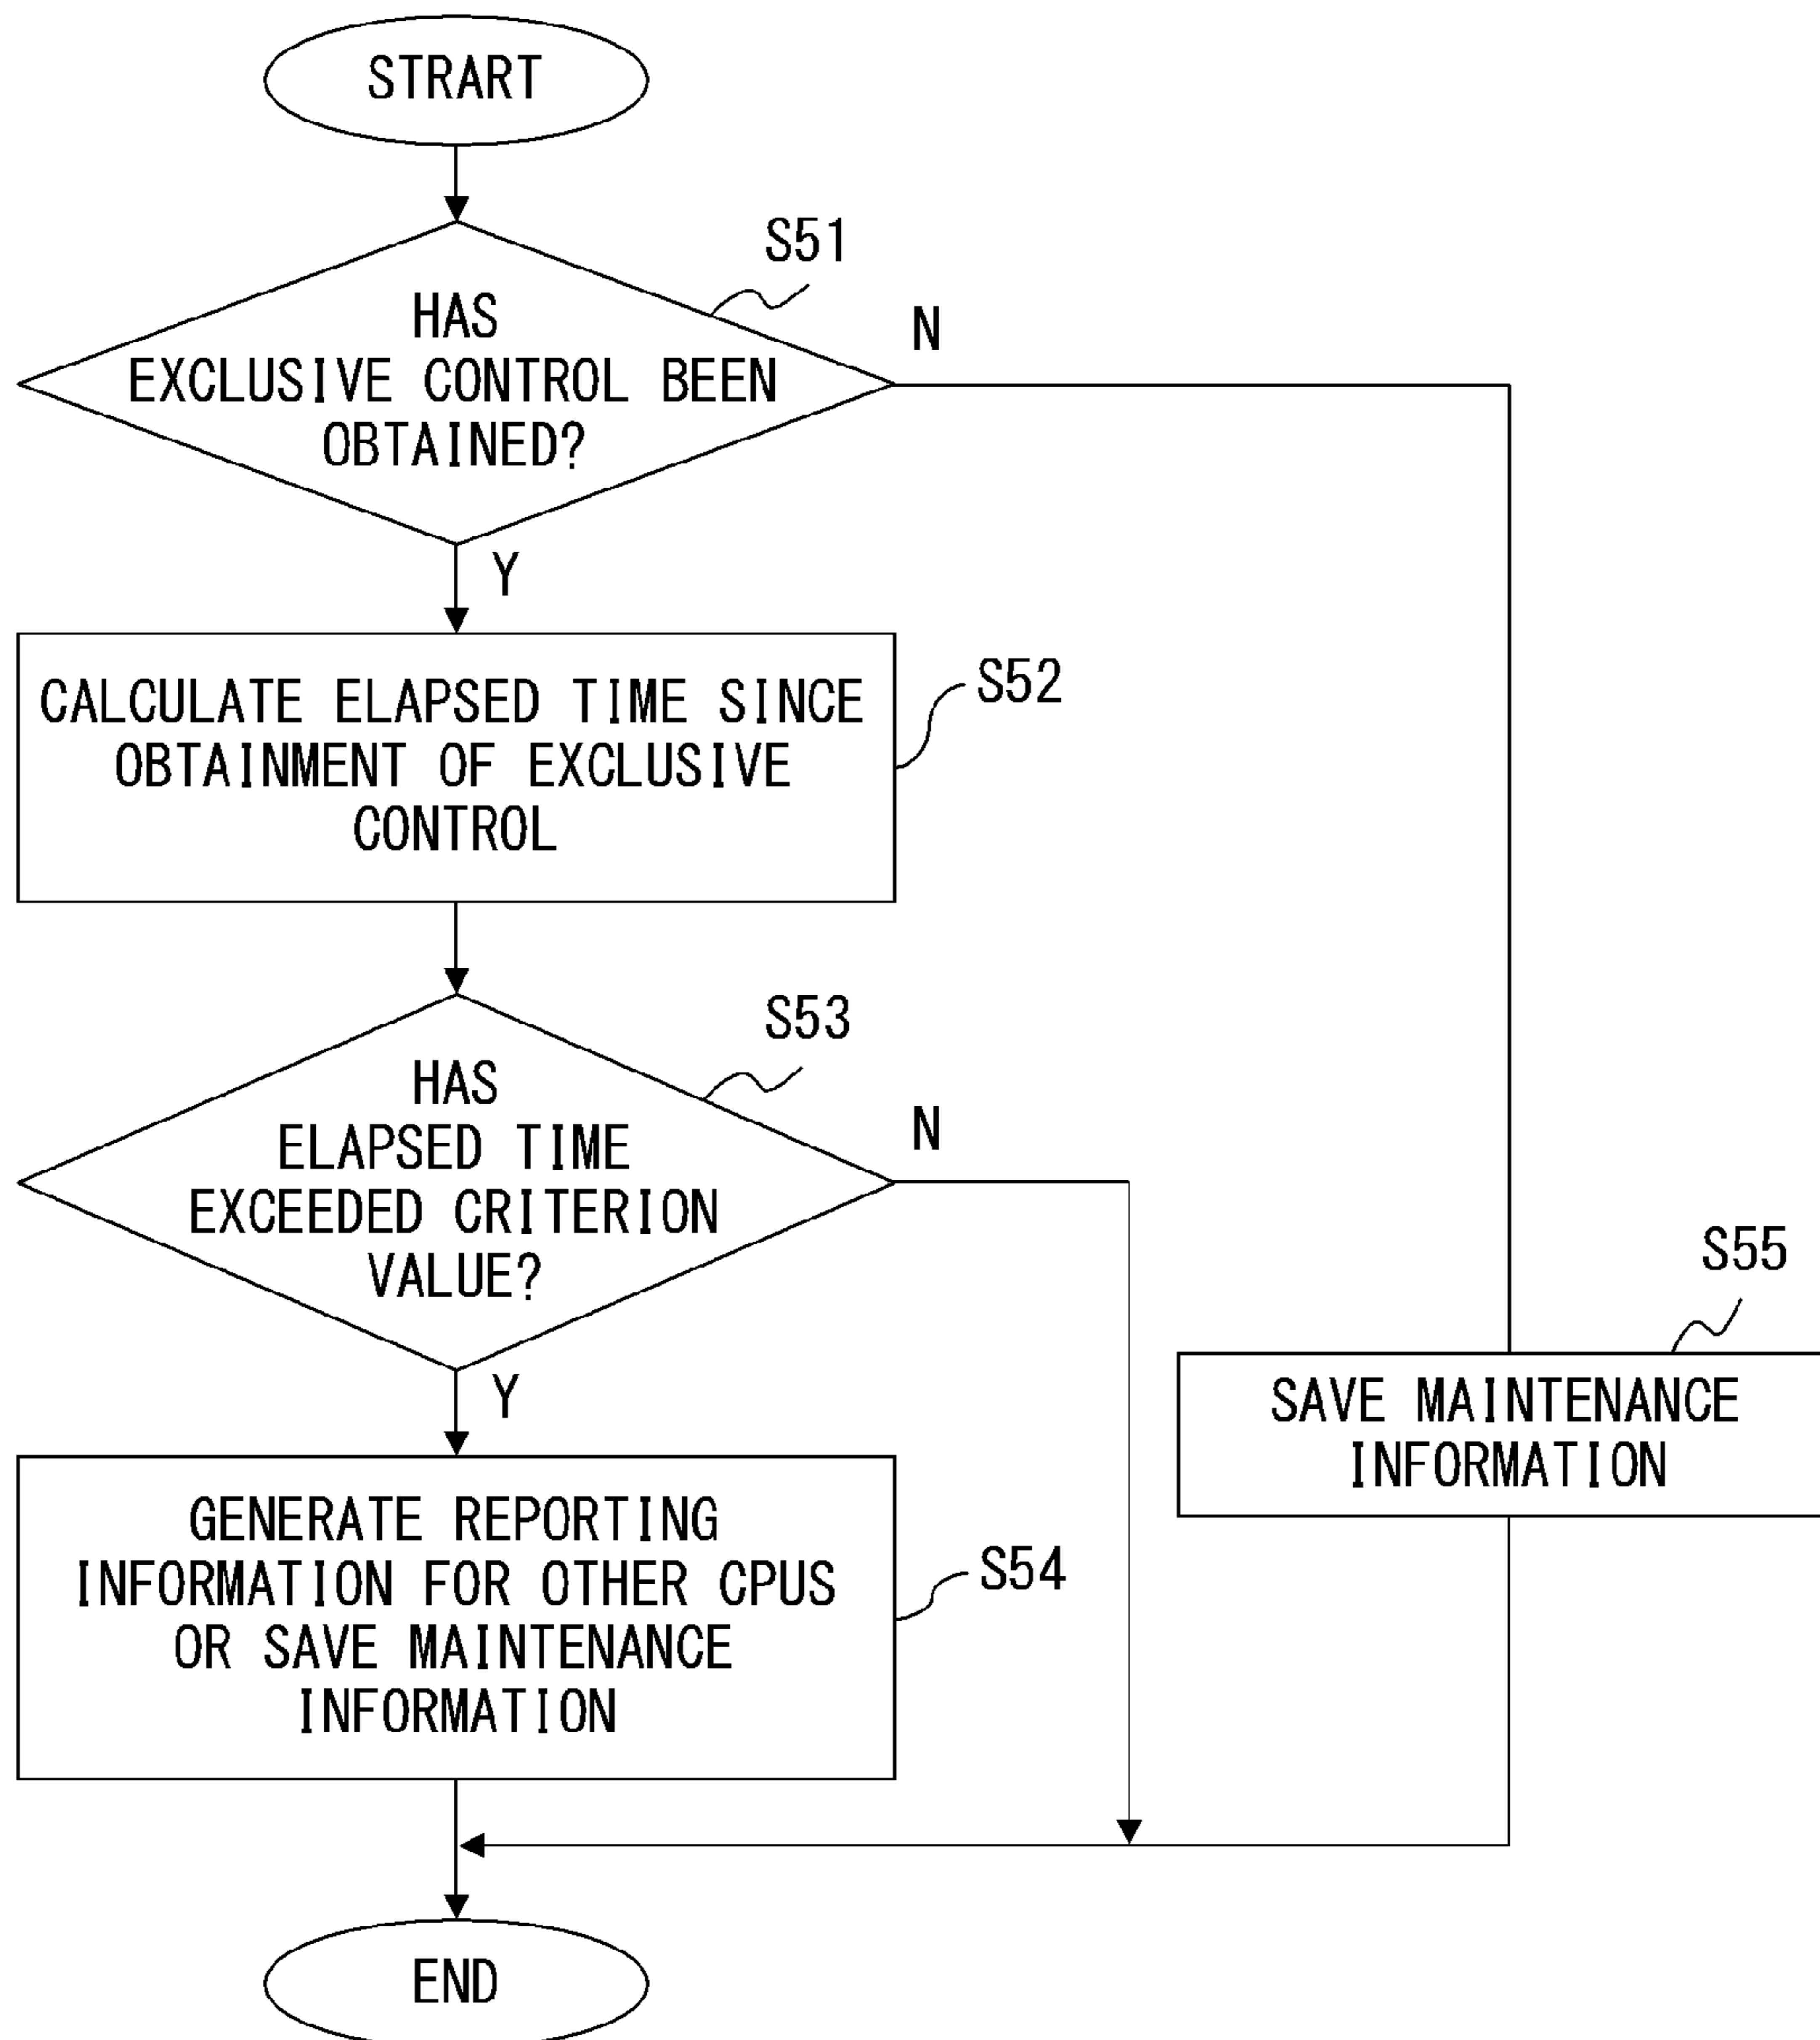 STRART
S51
HAS
EXCLUSIVE CONTROL BEEN
OBTAINED?
N
Y
CALCULATE ELAPSED TIME SINCE
OBTAINMENT OF EXCLUSIVE
CONTROL
S52
S53
HAS
ELAPSED TIME
EXCEEDED CRITERION
VALUE?
N
Y
S55
SAVE MAINTENANCE
INFORMATION
GENERATE REPORTING
INFORMATION FOR OTHER CPUS
OR SAVE MAINTENANCE
INFORMATION
S54
END